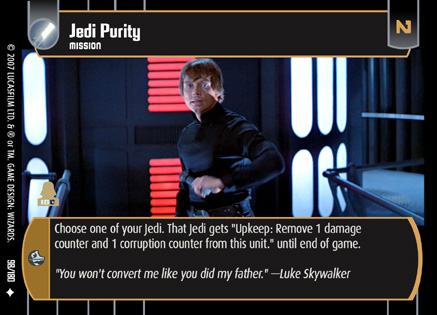 Jedi Purity
MISSION
N
Choose one of your Jedi. That Jedi gets "Upkeep: Remove 1 damage
counter and 1 corruption counter from this unit." until end of game.
"You won't convert me like you did my father." —Luke Skywalker
© 2007 LUCASFILM LTD. & ® or TM. GAME DESIGN: WIZARDS.
98/180